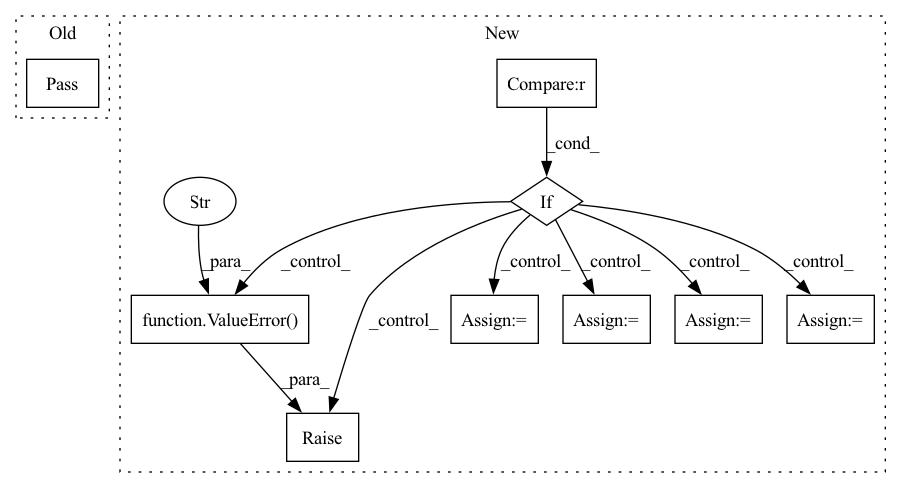 Old
New
Pass
Compare:r
_cond_
Str
If
_para_
_control_
_control_
_control_
_control_
_control_
_control_
function.ValueError()
Assign:=
Assign:=
Assign:=
Assign:=
_para_
Raise